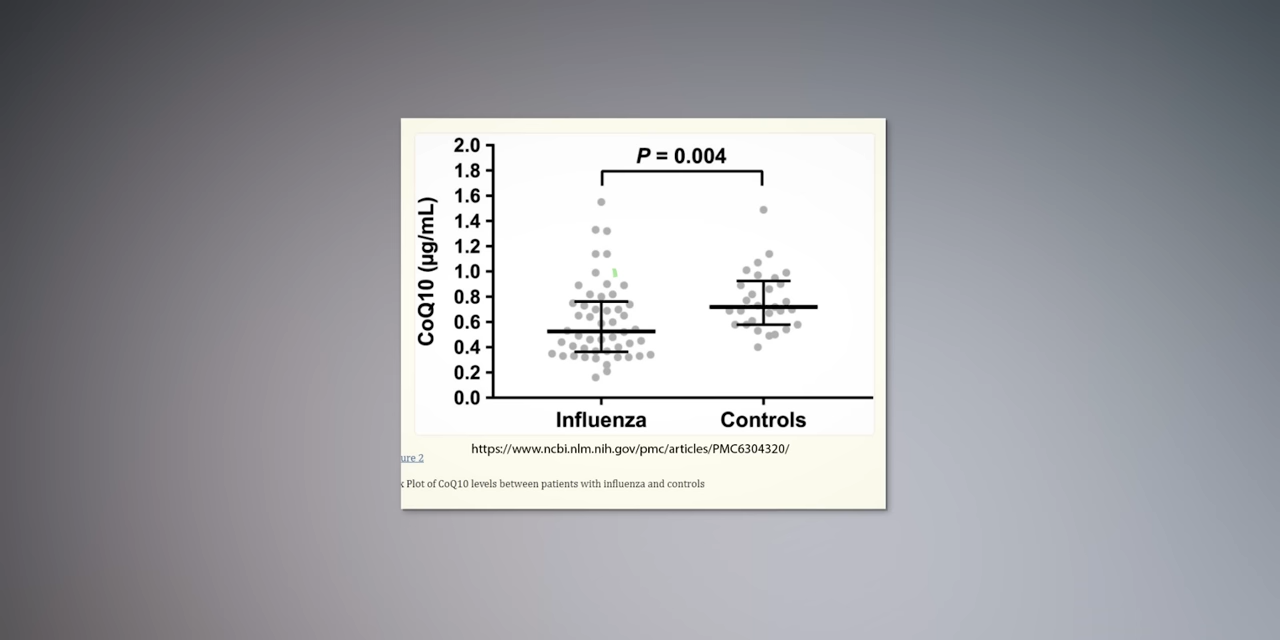 2.0
1.8
1.6
1.4
1.2
1.0
0.8
0.6
0.4
0.2
0.0
CoQ10 (µg/mL)
P = 0.004
Influenza
Controls
https://www.ncbi.nlm.nih.gov/pmc/articles/PMC6304320/
ure 2
Plot of CoQ10 levels between patients with influenza and controls